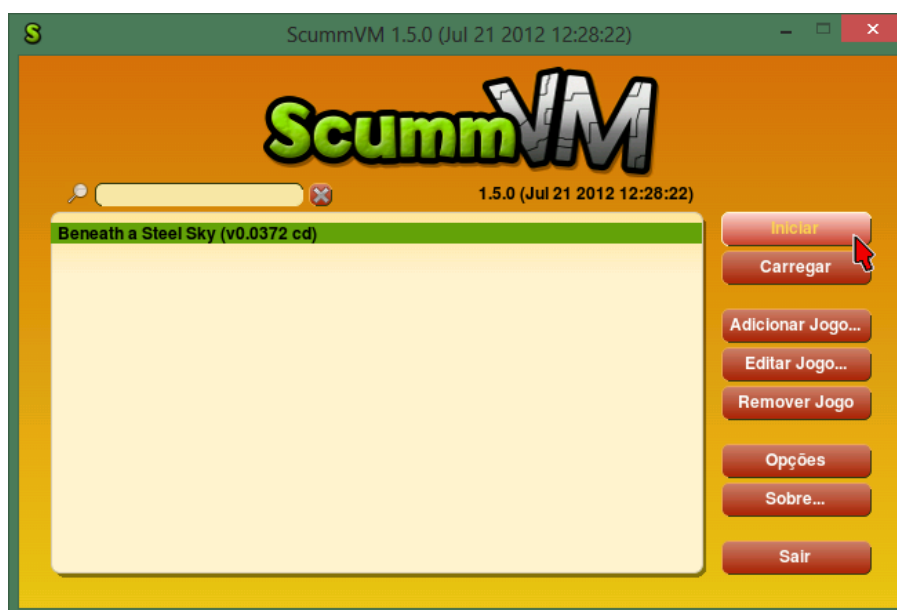 ScummVM 1.5.0 (Jul 21 2012 12:28:22)
ScummVM
1.5.0 (Jul 21 2012 12:28:22)
Beneath a Steel Sky (v0.0372 cd)
Iniciar
Carregar
Adicionar Jogo...
Editar Jogo...
Remover Jogo
Opções
Sobre...
Sair